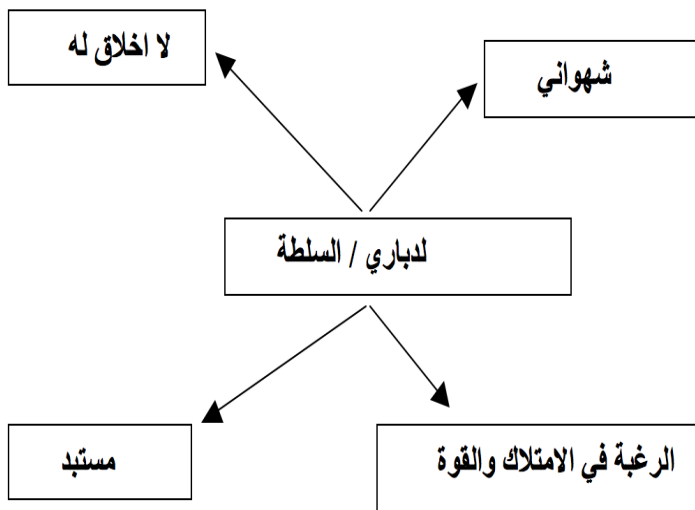 شهواني
لا اخلاق له
لدباري / السلطة
الرغبة في الامتلاك والقوة
مستبد